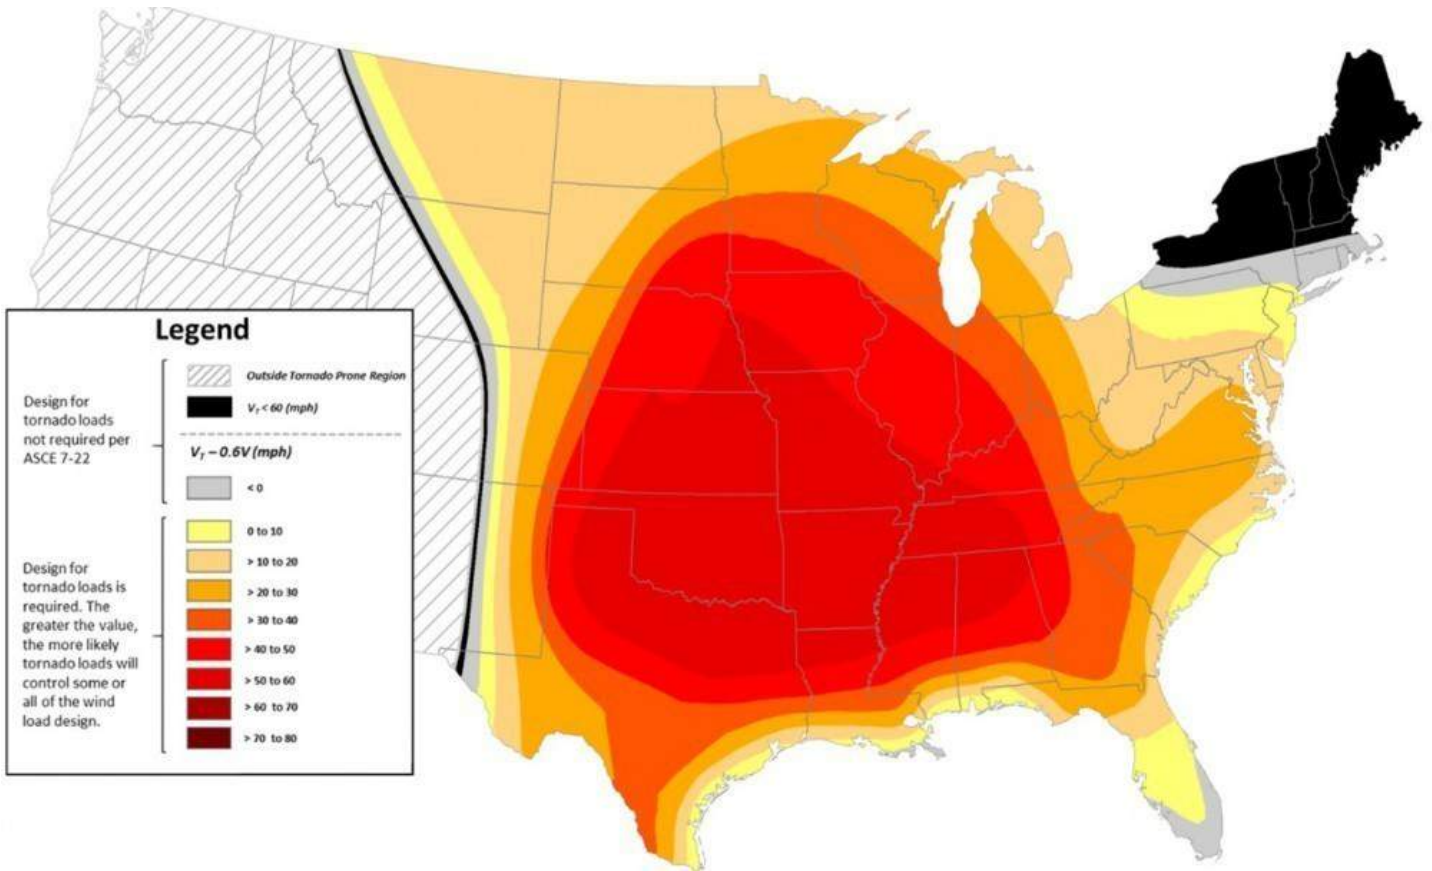 Legend
Design for
tornado loads
not required per
ASCE 7-22
Outside Tornado Prone Region
V_T < 60 (mph)
V_T – 0.6V (mph)
< 0
Design for
tornado loads is
required. The
greater the value,
the more likely
tornado loads will
control some or
all of the wind
load design.
0 to 10
> 10 to 20
> 20 to 30
> 30 to 40
> 40 to 50
> 50 to 60
> 60 to 70
> 70 to 80